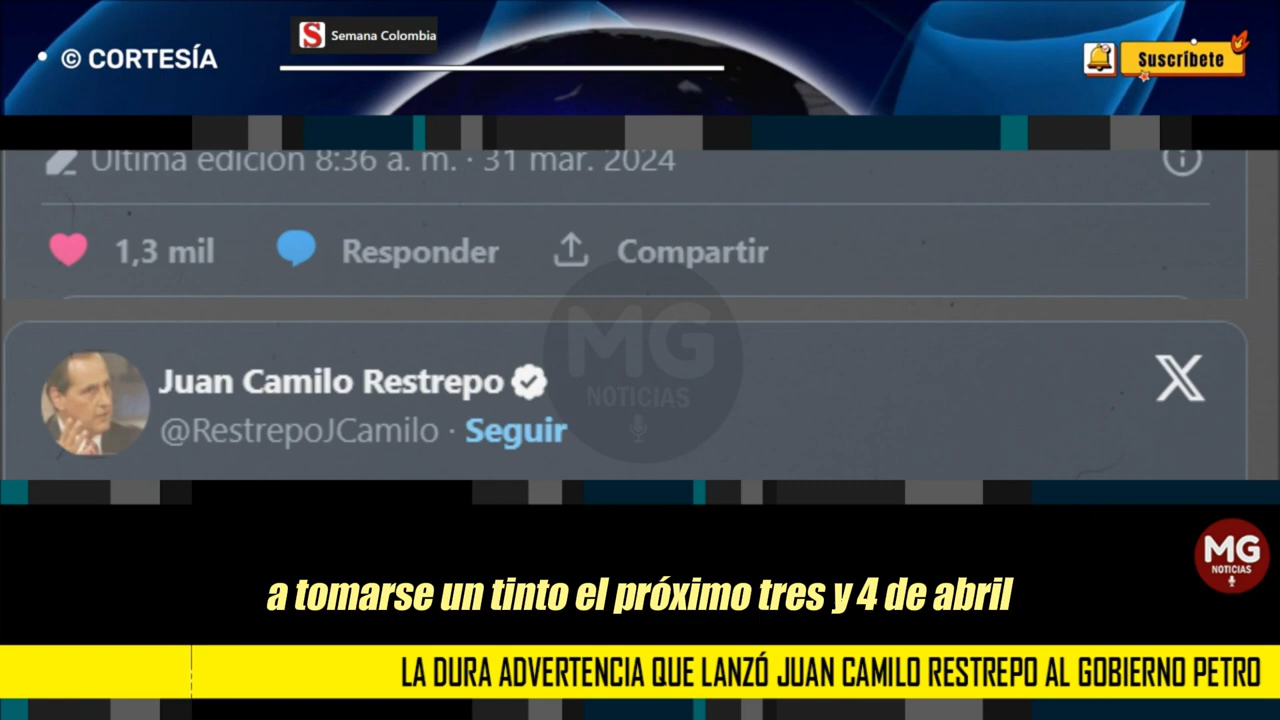 • © CORTESÍA
Semana Colombia
Suscríbete
Última edición 8:36 a. m. · 31 mar. 2024
1,3 mil
Responder
Compartir
MG
NOTICIAS
Juan Camilo Restrepo
@RestrepoJCamilo · Seguir
MG
NOTICIAS
a tomarse un tinto el próximo tres y 4 de abril
LA DURA ADVERTENCIA QUE LANZÓ JUAN CAMILO RESTREPO AL GOBIERNO PETRO